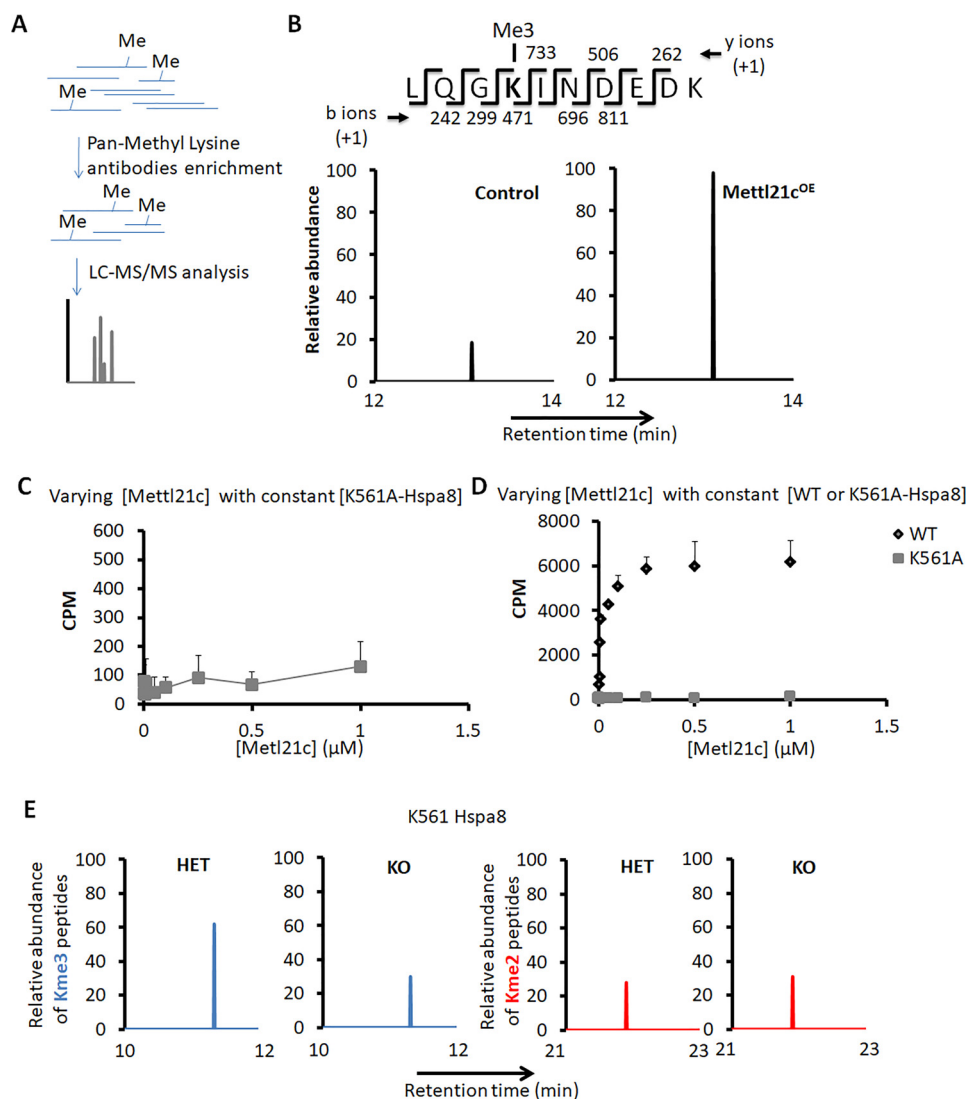 A
Me
Me
Me
Pan-Methyl Lysine
antibodies enrichment
Me
Me
Me
LC-MS/MS analysis
B
Me3
733 506 262
y ions
(+1)
L Q G K I N D E D K
b ions
(+1)
242 299 471 696 811
Control
Mettl21c^OE
Relative abundance
100
80
60
40
20
0
12 14
100
80
60
40
20
0
12 14
Retention time (min)
C
Varying [Mettl21c] with constant [K561A-Hspa8]
CPM
600
500
400
300
200
100
0
0 0.5 1 1.5
[Metl21c] (μM)
D
Varying [Mettl21c] with constant [WT or K561A-Hspa8]
CPM
8000
6000
4000
2000
0
0 0.5 1 1.5
[Metl21c] (μM)
WT
K561A
E
K561 Hspa8
Relative abundance
of Kme3 peptides
HET
100
80
60
40
20
0
10 12
KO
100
80
60
40
20
0
10 12
Relative abundance
of Kme2 peptides
HET
100
80
60
40
20
0
21 23
KO
100
80
60
40
20
0
21 23
Retention time (min)